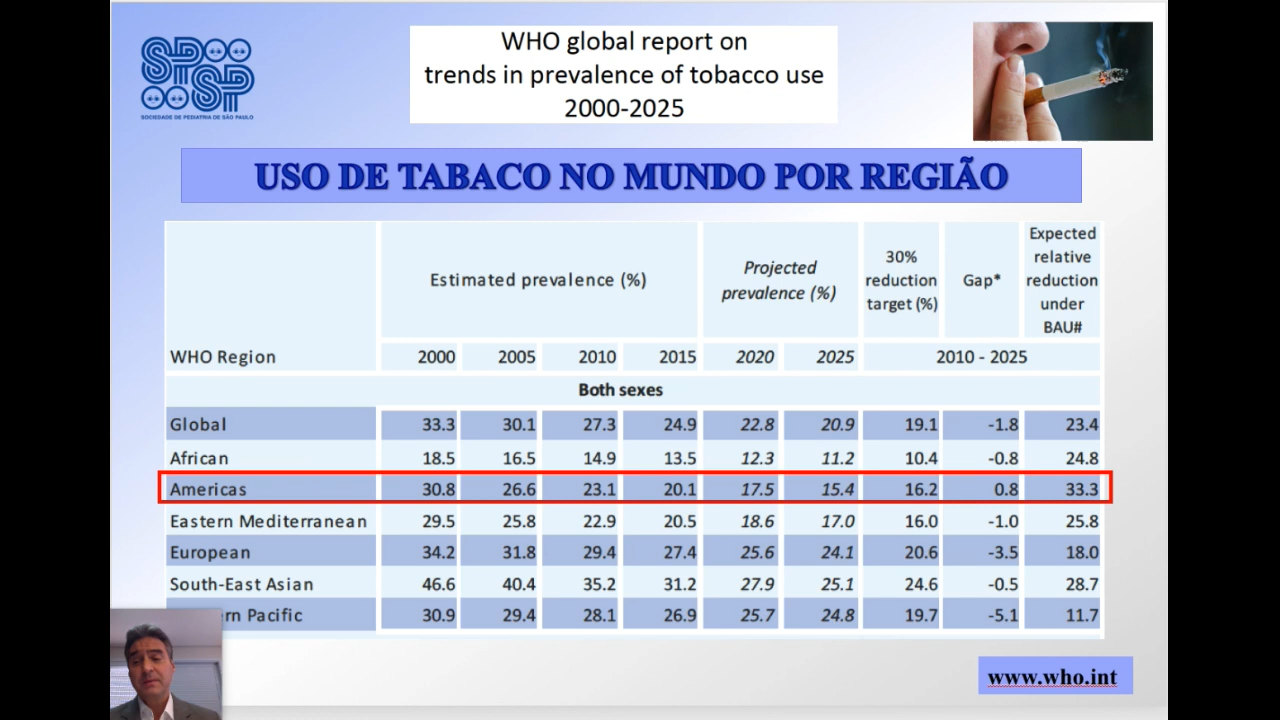 SPSP
SOCIEDADE DE PEDIATRIA DE SÃO PAULO
WHO global report on
trends in prevalence of tobacco use
2000-2025
USO DE TABACO NO MUNDO POR REGIÃO
WHO Region Estimated prevalence (%) Projected prevalence (%) 30% reduction target (%) Gap* Expected relative reduction under BAU#
2000 2005 2010 2015 2020 2025 2010 - 2025
Both sexes
Global 33.3 30.1 27.3 24.9 22.8 20.9 19.1 -1.8 23.4
African 18.5 16.5 14.9 13.5 12.3 11.2 10.4 -0.8 24.8
Americas 30.8 26.6 23.1 20.1 17.5 15.4 16.2 0.8 33.3
Eastern Mediterranean 29.5 25.8 22.9 20.5 18.6 17.0 16.0 -1.0 25.8
European 34.2 31.8 29.4 27.4 25.6 24.1 20.6 -3.5 18.0
South-East Asian 46.6 40.4 35.2 31.2 27.9 25.1 24.6 -0.5 28.7
rn Pacific 30.9 29.4 28.1 26.9 25.7 24.8 19.7 -5.1 11.7
www.who.int